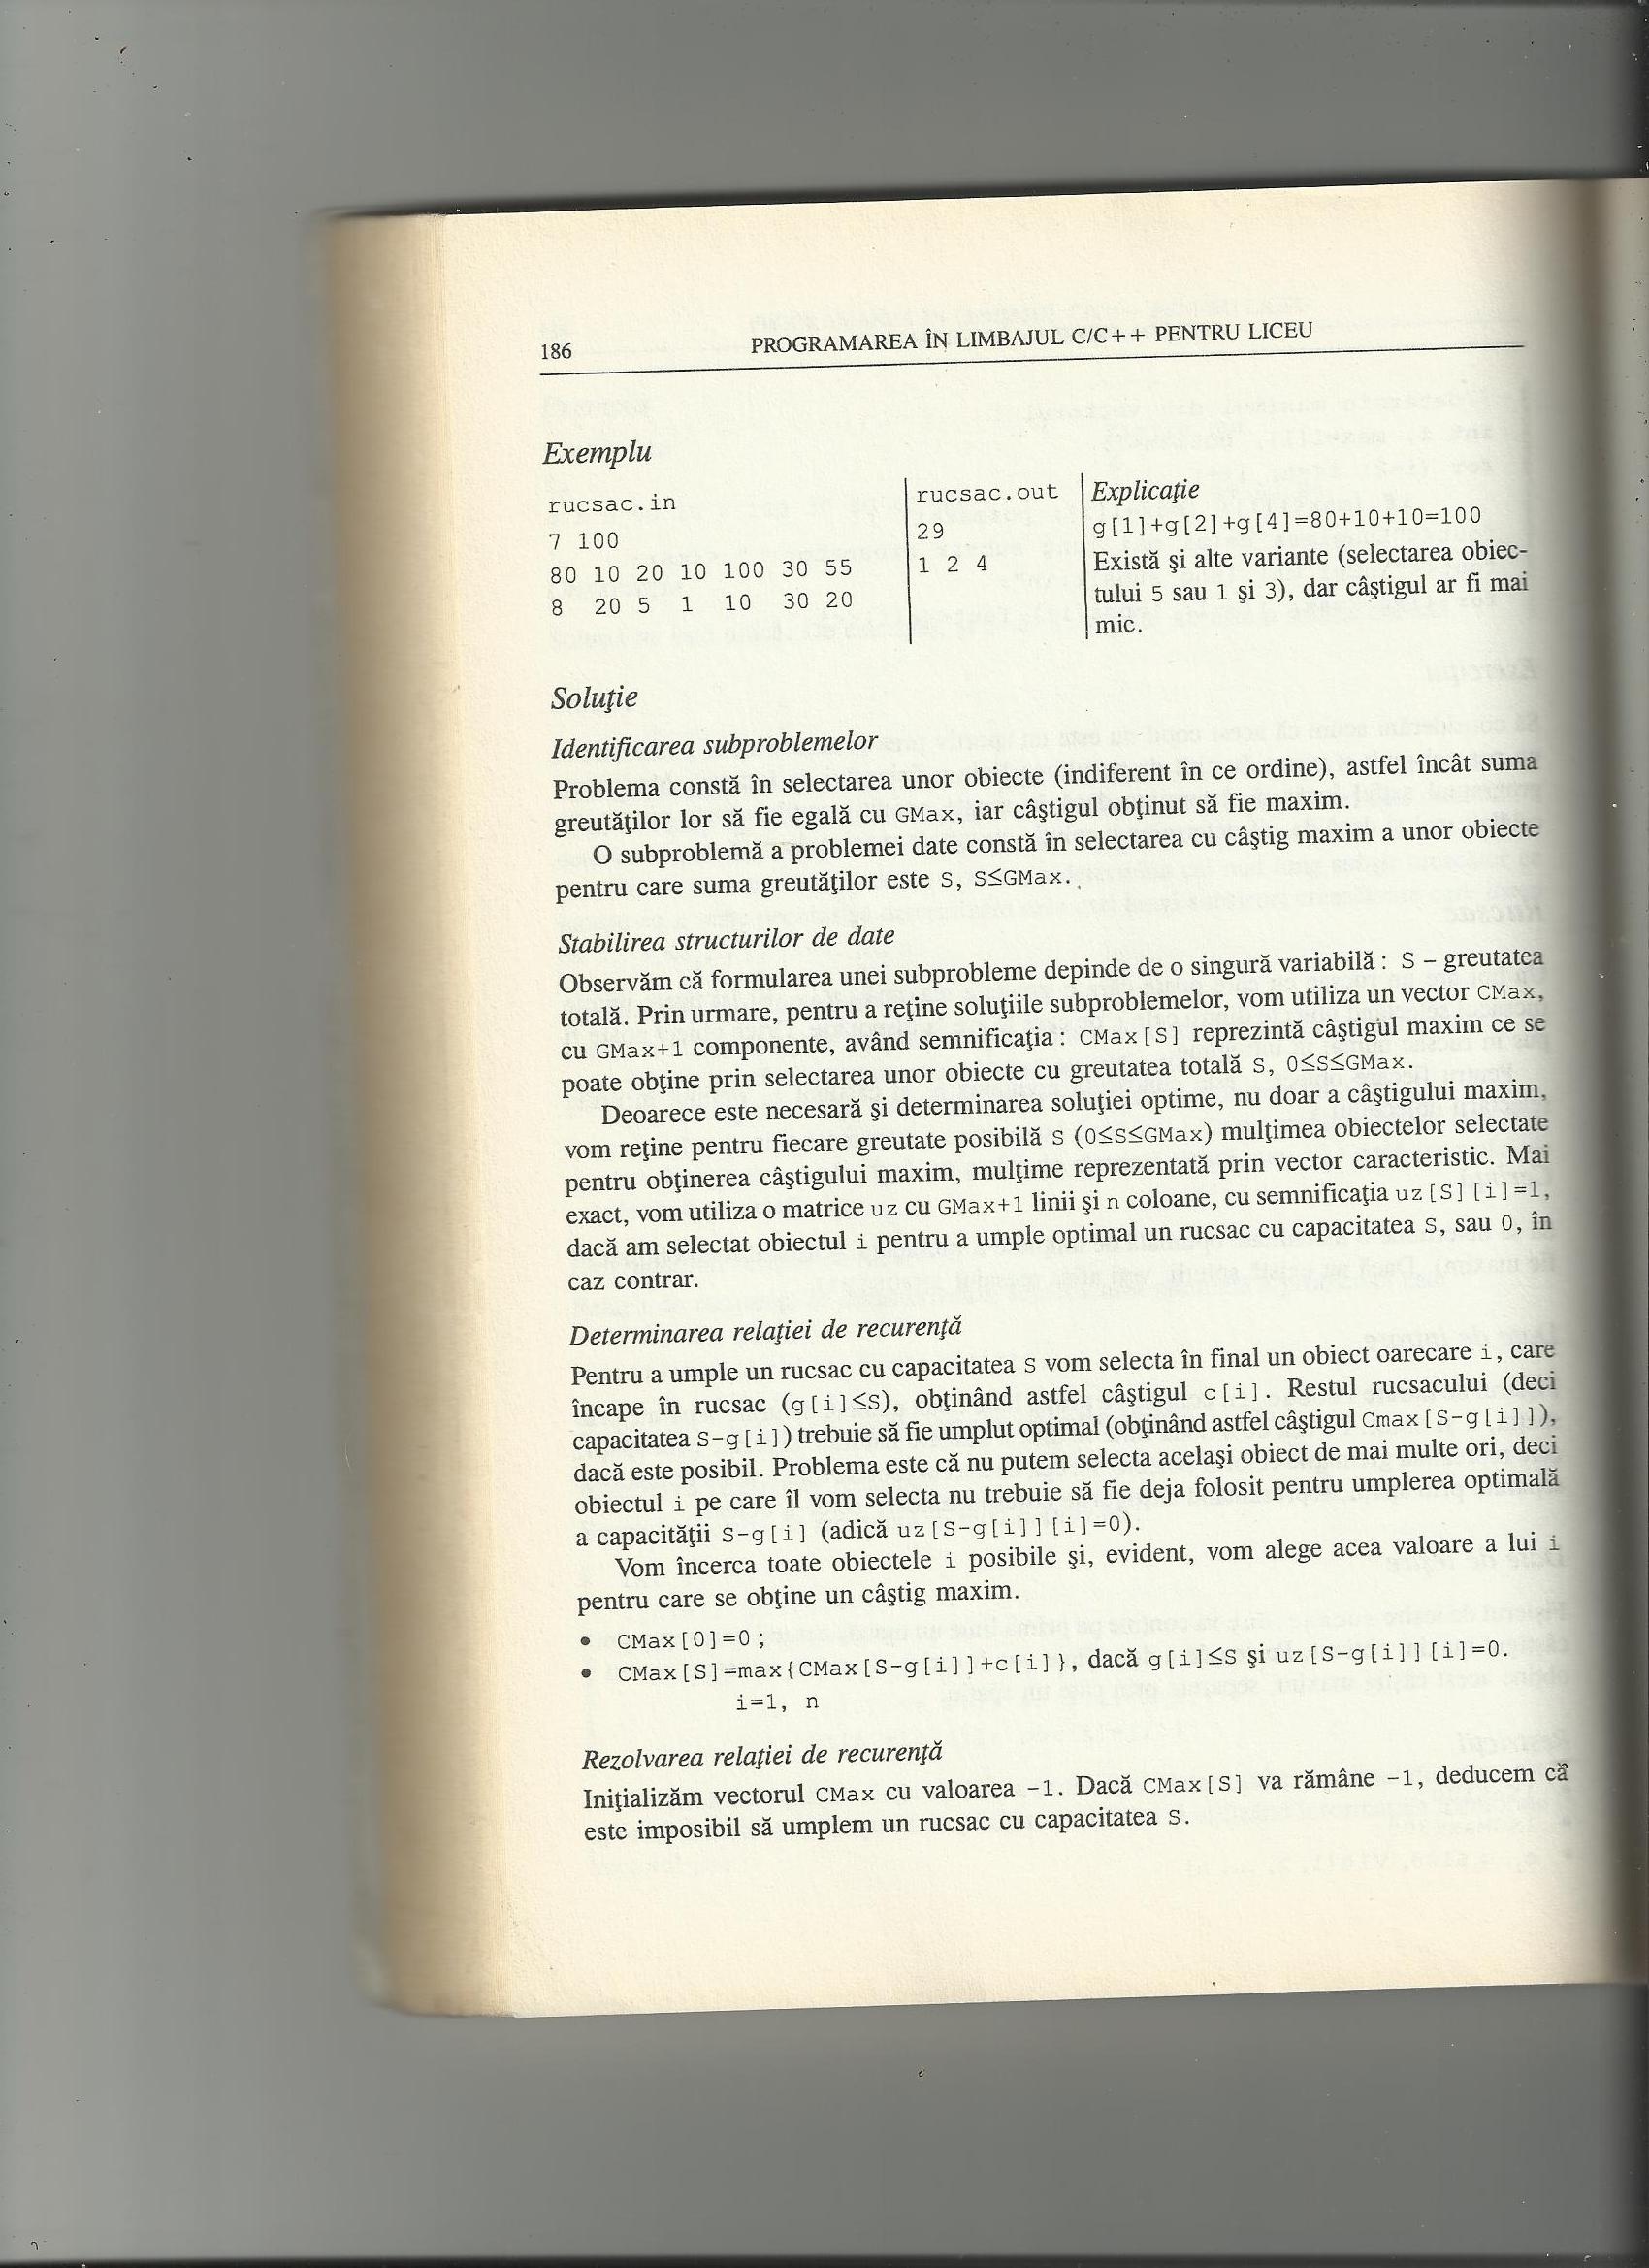 186
PROGRAMAREA ÎN LIMBAJUL C/C++ PENTRU LICEU
Exemplu
rucsac.in
7 100
80 10 20 10 100 30 55
8 20 5 1 10 30 20
rucsac.out
29
1 2 4
Explicaţie
g[1]+g[2]+g[4]=80+10+10=100
Există şi alte variante (selectarea obiec-
tului 5 sau 1 şi 3), dar câştigul ar fi mai
mic.
Soluţie
Identificarea subproblemelor
Problema constă în selectarea unor obiecte (indiferent în ce ordine), astfel încât suma
greutăţilor lor să fie egală cu GMax, iar câştigul obţinut să fie maxim.
O subproblemă a problemei date constă în selectarea cu câştig maxim a unor obiecte
pentru care suma greutăţilor este S, S≤GMax.
Stabilirea structurilor de date
Observăm că formularea unei subprobleme depinde de o singură variabilă : S – greutatea
totală. Prin urmare, pentru a reţine soluţiile subproblemelor, vom utiliza un vector CMax,
cu GMax+1 componente, având semnificaţia : CMax[S] reprezintă câştigul maxim ce se
poate obţine prin selectarea unor obiecte cu greutatea totală S, 0≤S≤GMax.
Deoarece este necesară şi determinarea soluţiei optime, nu doar a câştigului maxim,
vom reţine pentru fiecare greutate posibilă S (0≤S≤GMax) mulţimea obiectelor selectate
pentru obţinerea câştigului maxim, mulţime reprezentată prin vector caracteristic. Mai
exact, vom utiliza o matrice uz cu GMax+1 linii şi n coloane, cu semnificaţia uz[S][i]=1,
dacă am selectat obiectul i pentru a umple optimal un rucsac cu capacitatea S, sau 0, în
caz contrar.
Determinarea relaţiei de recurenţă
Pentru a umple un rucsac cu capacitatea S vom selecta în final un obiect oarecare i, care
încape în rucsac (g[i]≤S), obţinând astfel câştigul c[i]. Restul rucsacului (deci
capacitatea S-g[i]) trebuie să fie umplut optimal (obţinând astfel câştigul Cmax[S-g[i]]),
dacă este posibil. Problema este că nu putem selecta acelaşi obiect de mai multe ori, deci
obiectul i pe care îl vom selecta nu trebuie să fie deja folosit pentru umplerea optimală
a capacităţii S-g[i] (adică uz[S-g[i]][i]=0).
Vom încerca toate obiectele i posibile şi, evident, vom alege acea valoare a lui i
pentru care se obţine un câştig maxim.
• CMax[0]=0;
• CMax[S]=max{CMax[S-g[i]]+c[i]}, dacă g[i]≤S şi uz[S-g[i]][i]=0.
i=1, n
Rezolvarea relaţiei de recurenţă
Iniţializăm vectorul CMax cu valoarea -1. Dacă CMax[S] va rămâne -1, deducem că
este imposibil să umplem un rucsac cu capacitatea S.